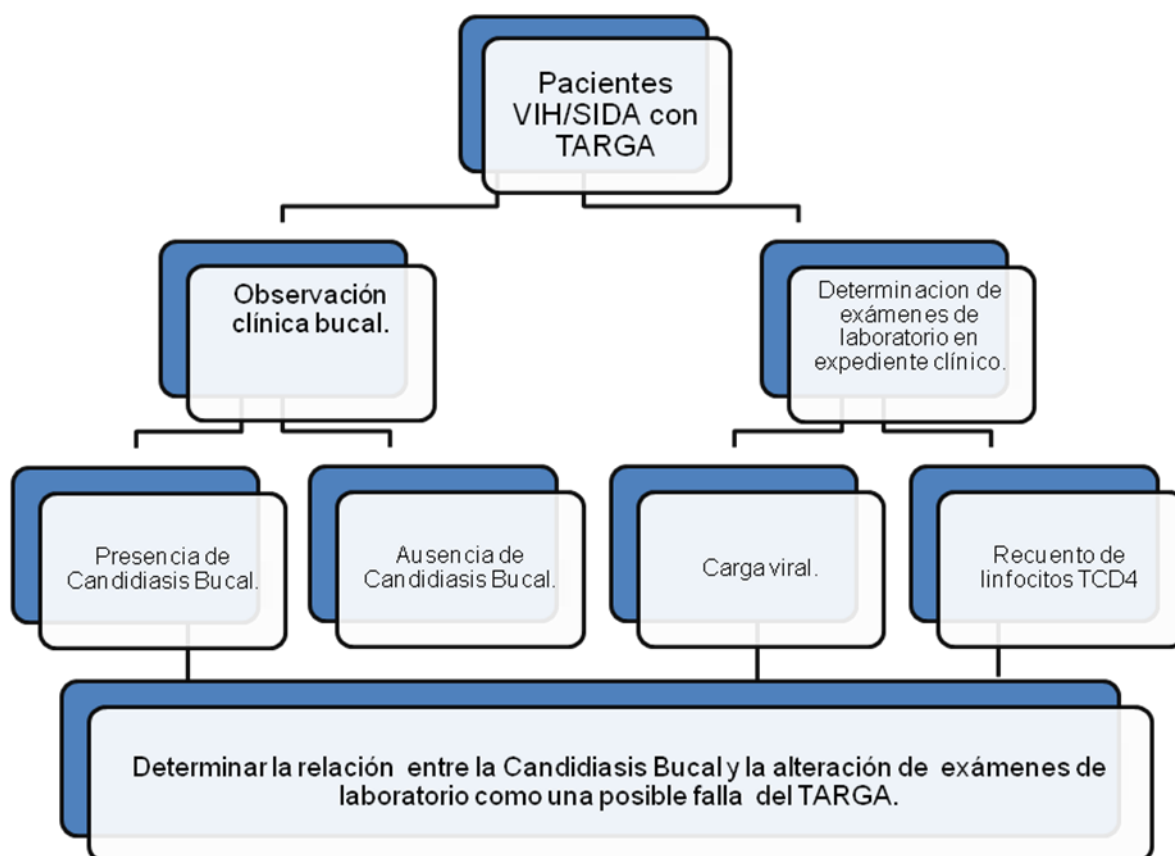 Pacientes
VIH/SIDA con
TARGA
Observación
clínica bucal.
Determinacion de
exámenes de
laboratorio en
expediente clínico.
Presencia de
Candidiasis Bucal.
Ausencia de
Candidiasis Bucal.
Carga viral.
Recuento de
linfocitos TCD4
Determinar la relación entre la Candidiasis Bucal y la alteración de exámenes de
laboratorio como una posible falla del TARGA.